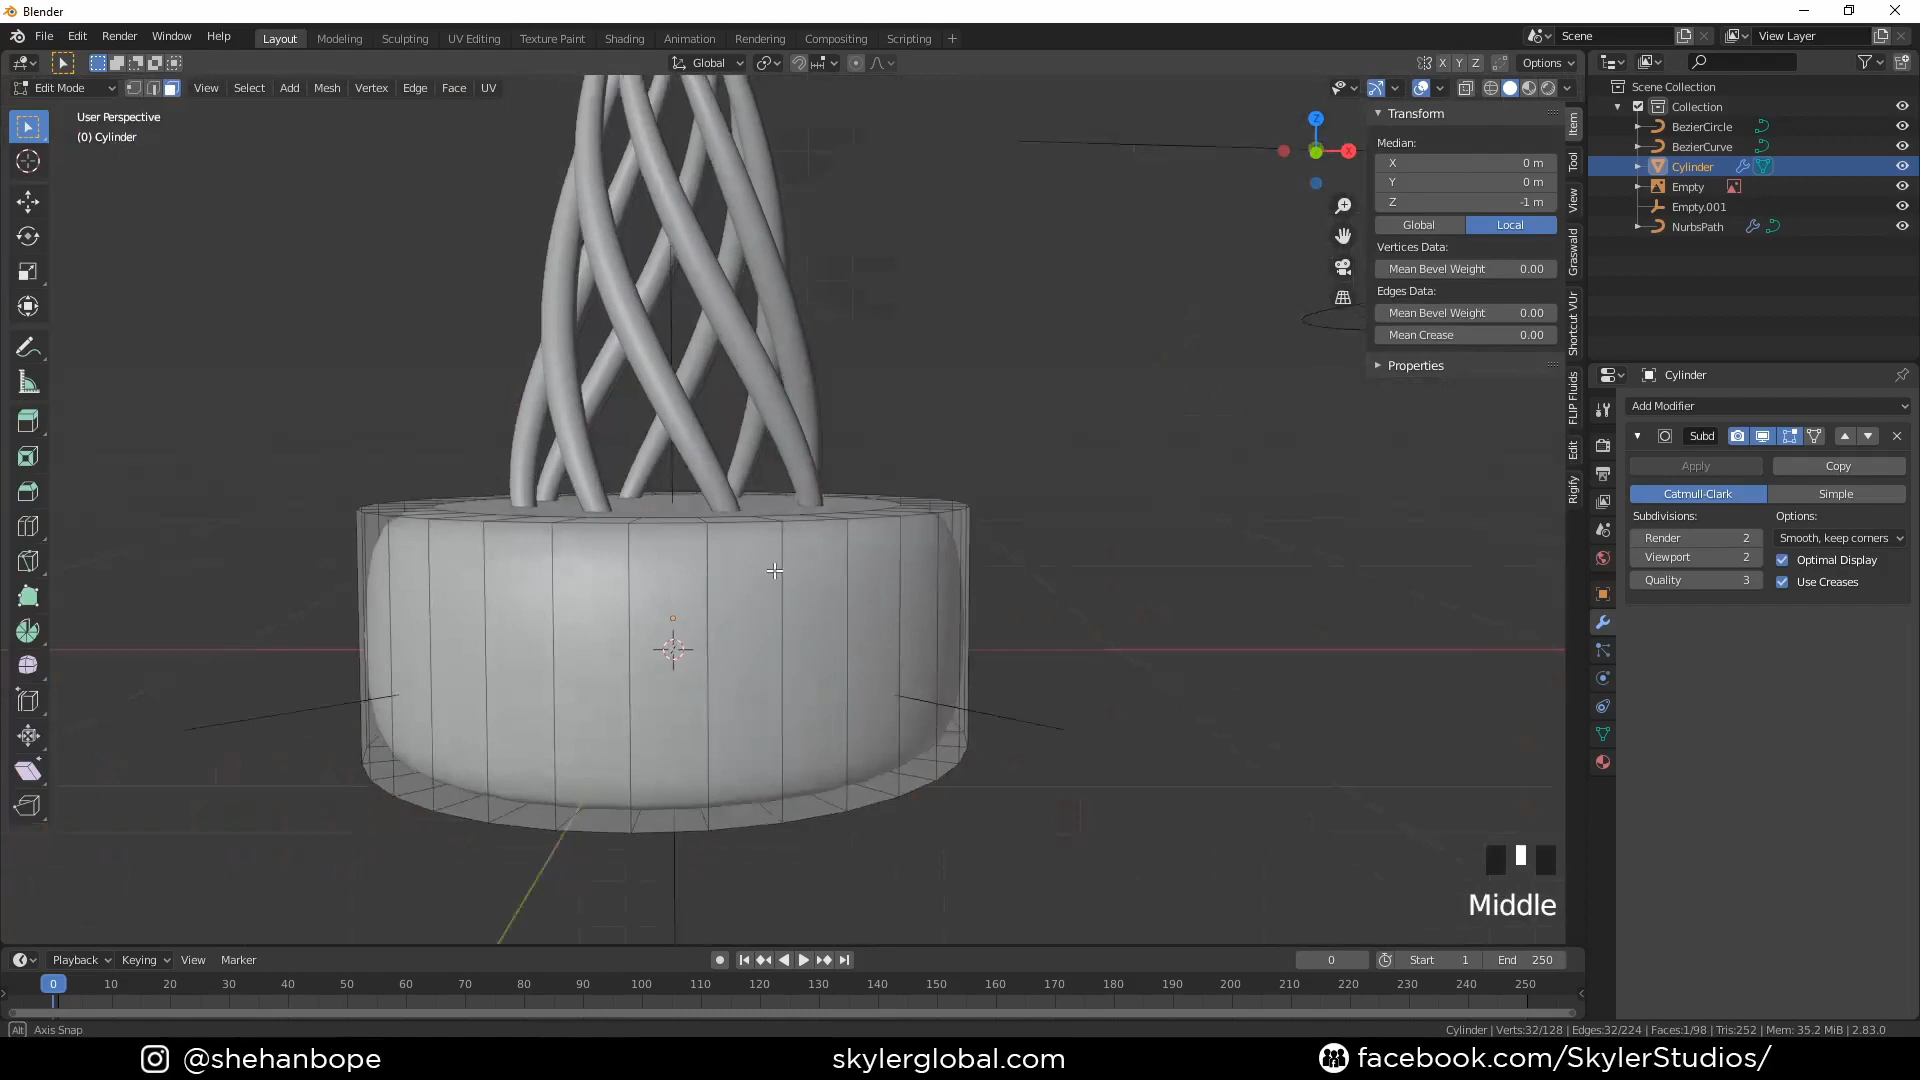 Blender
File Edit Render Window Help
Layout Modeling Sculpting UV Editing Texture Paint Shading Animation Rendering Compositing Scripting +
Scene
View Layer
Global
X Y Z
Options
Edit Mode
View Select Add Mesh Vertex Edge Face UV
User Perspective
(0) Cylinder
Z
X
Transform
Median:
X 0 m
Y 0 m
Z -1 m
Global Local
Vertices Data:
Mean Bevel Weight 0.00
Edges Data:
Mean Bevel Weight 0.00
Mean Crease 0.00
Properties
Item
Tool
View
Graswald
Shortcut VUr
FLIP Fluids
Edit
Rigify
Scene Collection
Collection
BezierCircle
BezierCurve
Cylinder
Empty
Empty.001
NurbsPath
Cylinder
Add Modifier
Subd
Apply Copy
Catmull-Clark Simple
Subdivisions: Options:
Render 2 Smooth, keep corners
Viewport 2 Optimal Display
Quality 3 Use Creases
Middle
Playback Keying View Marker
0
Start 1
End 250
0 10 20 30 40 50 60 70 80 90 100 110 120 130 140 150 160 170 180 190 200 210 220 230 240 250
Alt Axis Snap
Cylinder | Verts:32/128 | Edges:32/224 | Faces:1/98 | Tris:252 | Mem: 35.2 MiB | 2.83.0
@shehanbope
skylerglobal.com
facebook.com/SkylerStudios/